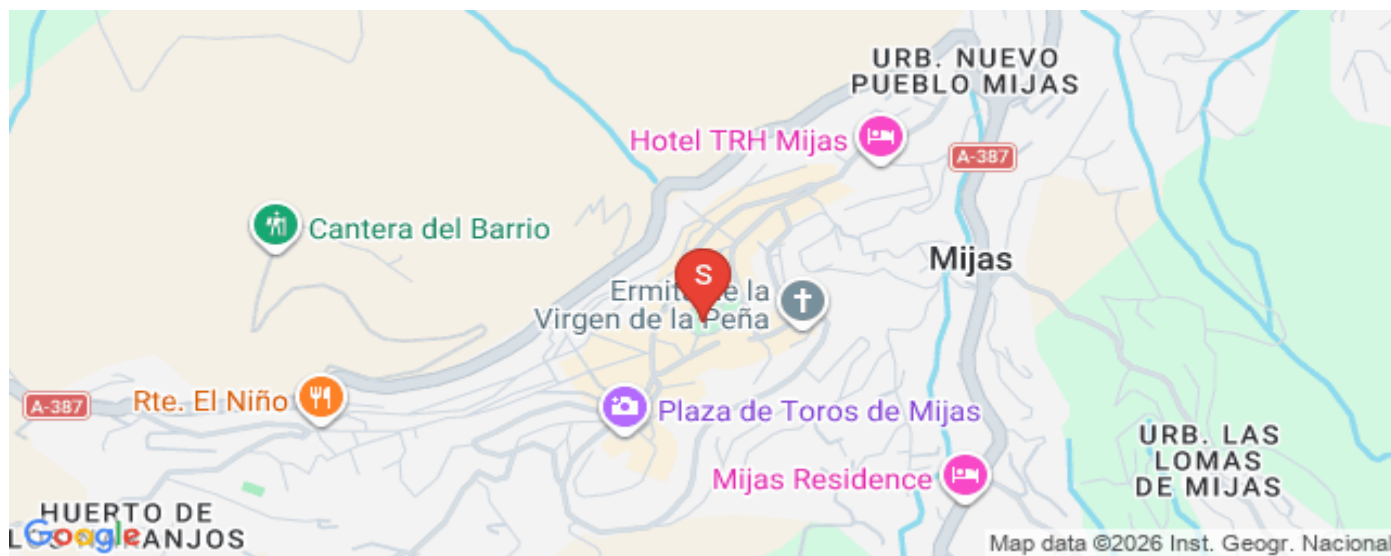 URB. NUEVO
PUEBLO MIJAS
Hotel TRH Mijas
A-387
Cantera del Barrio
Mijas
S
la
Virgen de la Peña
A-387
Rte. El Niño
Plaza de Toros de Mijas
URB. LAS
LOMAS
DE MIJAS
Mijas Residence
HUERTO DE
Google
Map data ©2026 Inst. Geogr. Nacional